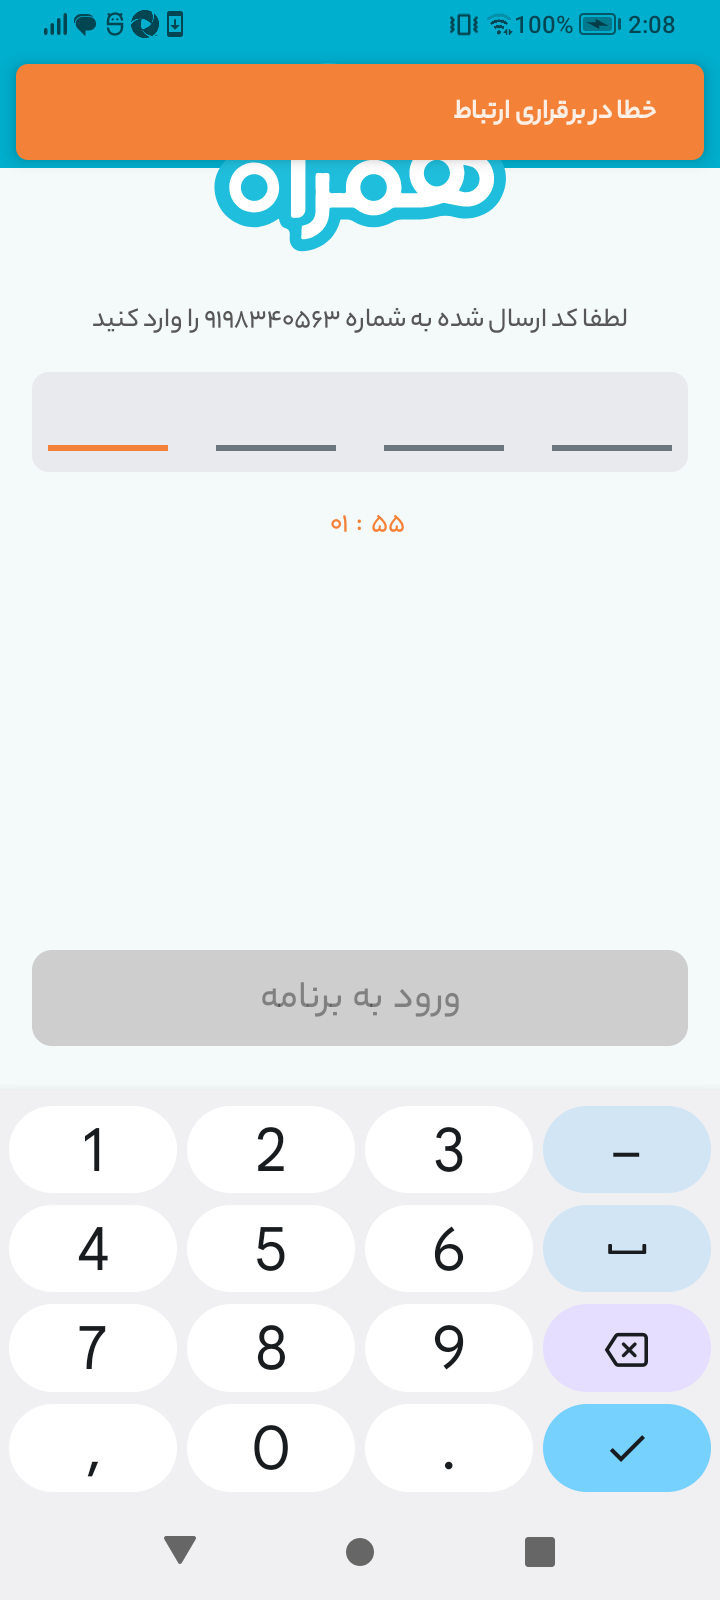 100% 2:08
خطا در برقراری ارتباط
همراه
لطفا کد ارسال شده به شماره ۹۱۹۸۳۴۰۵۶۳ را وارد کنید
۰۱ : ۵۵
ورود به برنامه
1 2 3 –
4 5 6
7 8 9
, 0 .